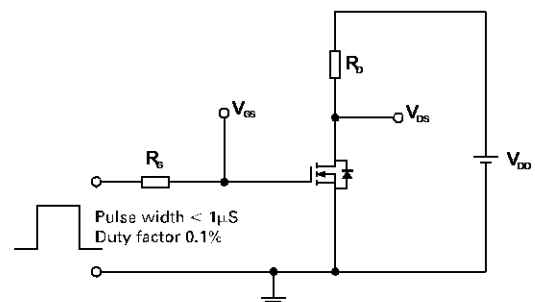 R_D
V_GS
V_DS
R_G
V_DD
Pulse width < 1µS
Duty factor 0.1%